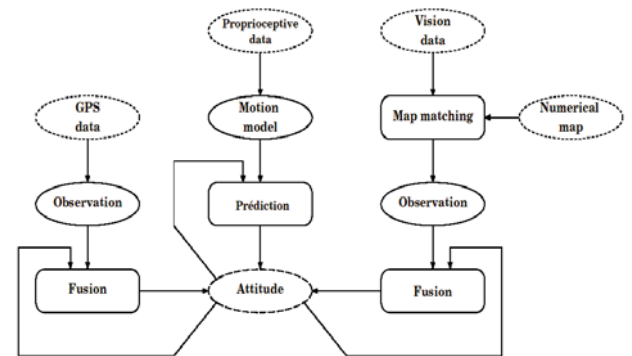 Proprioceptive
data
Vision
data
GPS
data
Motion
model
Map matching
Numerical
map
Observation
Prédiction
Observation
Fusion
Attitude
Fusion